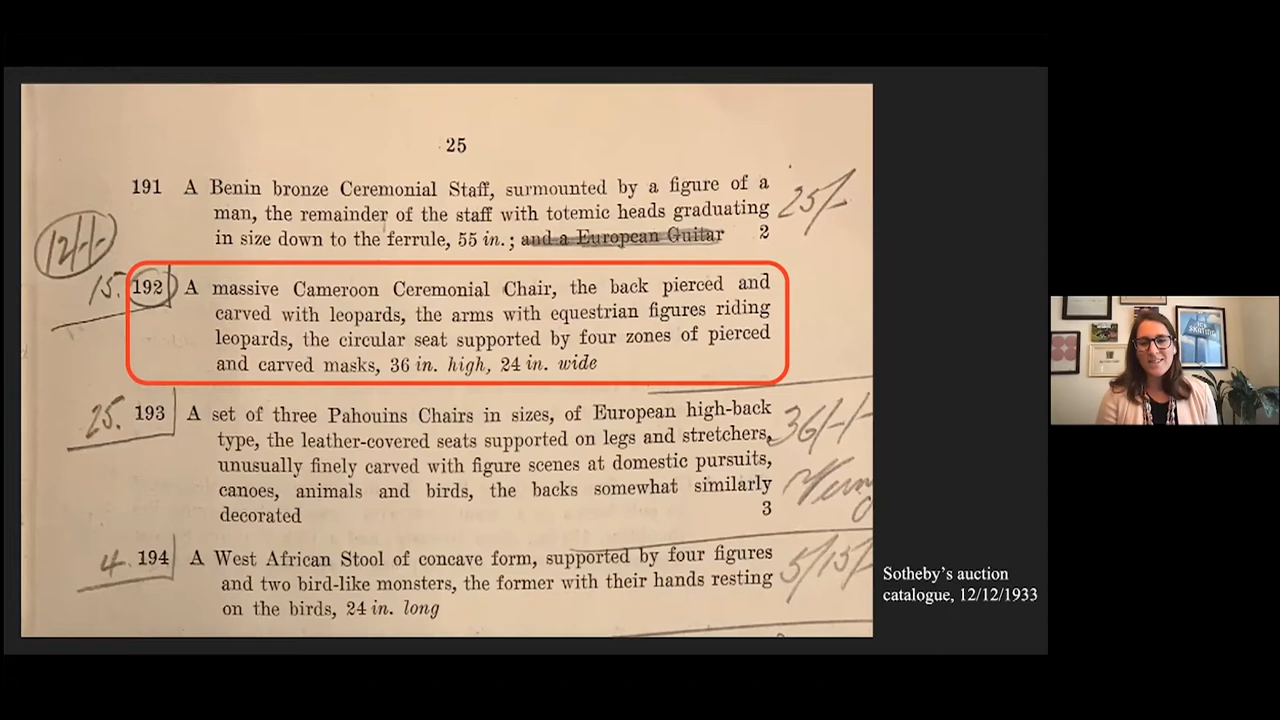 25
191 A Benin bronze Ceremonial Staff, surmounted by a figure of a
man, the remainder of the staff with totemic heads graduating
in size down to the ferrule, 55 in.; and a European Guitar 2
25/-
12/-/-
15. 192 A massive Cameroon Ceremonial Chair, the back pierced and
carved with leopards, the arms with equestrian figures riding
leopards, the circular seat supported by four zones of pierced
and carved masks, 36 in. high, 24 in. wide
25. 193 A set of three Pahouins Chairs in sizes, of European high-back
type, the leather-covered seats supported on legs and stretchers,
unusually finely carved with figure scenes at domestic pursuits,
canoes, animals and birds, the backs somewhat similarly
decorated 3
36/-/-
4. 194 A West African Stool of concave form, supported by four figures
and two bird-like monsters, the former with their hands resting
on the birds, 24 in. long
5/15/-
Sotheby's auction
catalogue, 12/12/1933